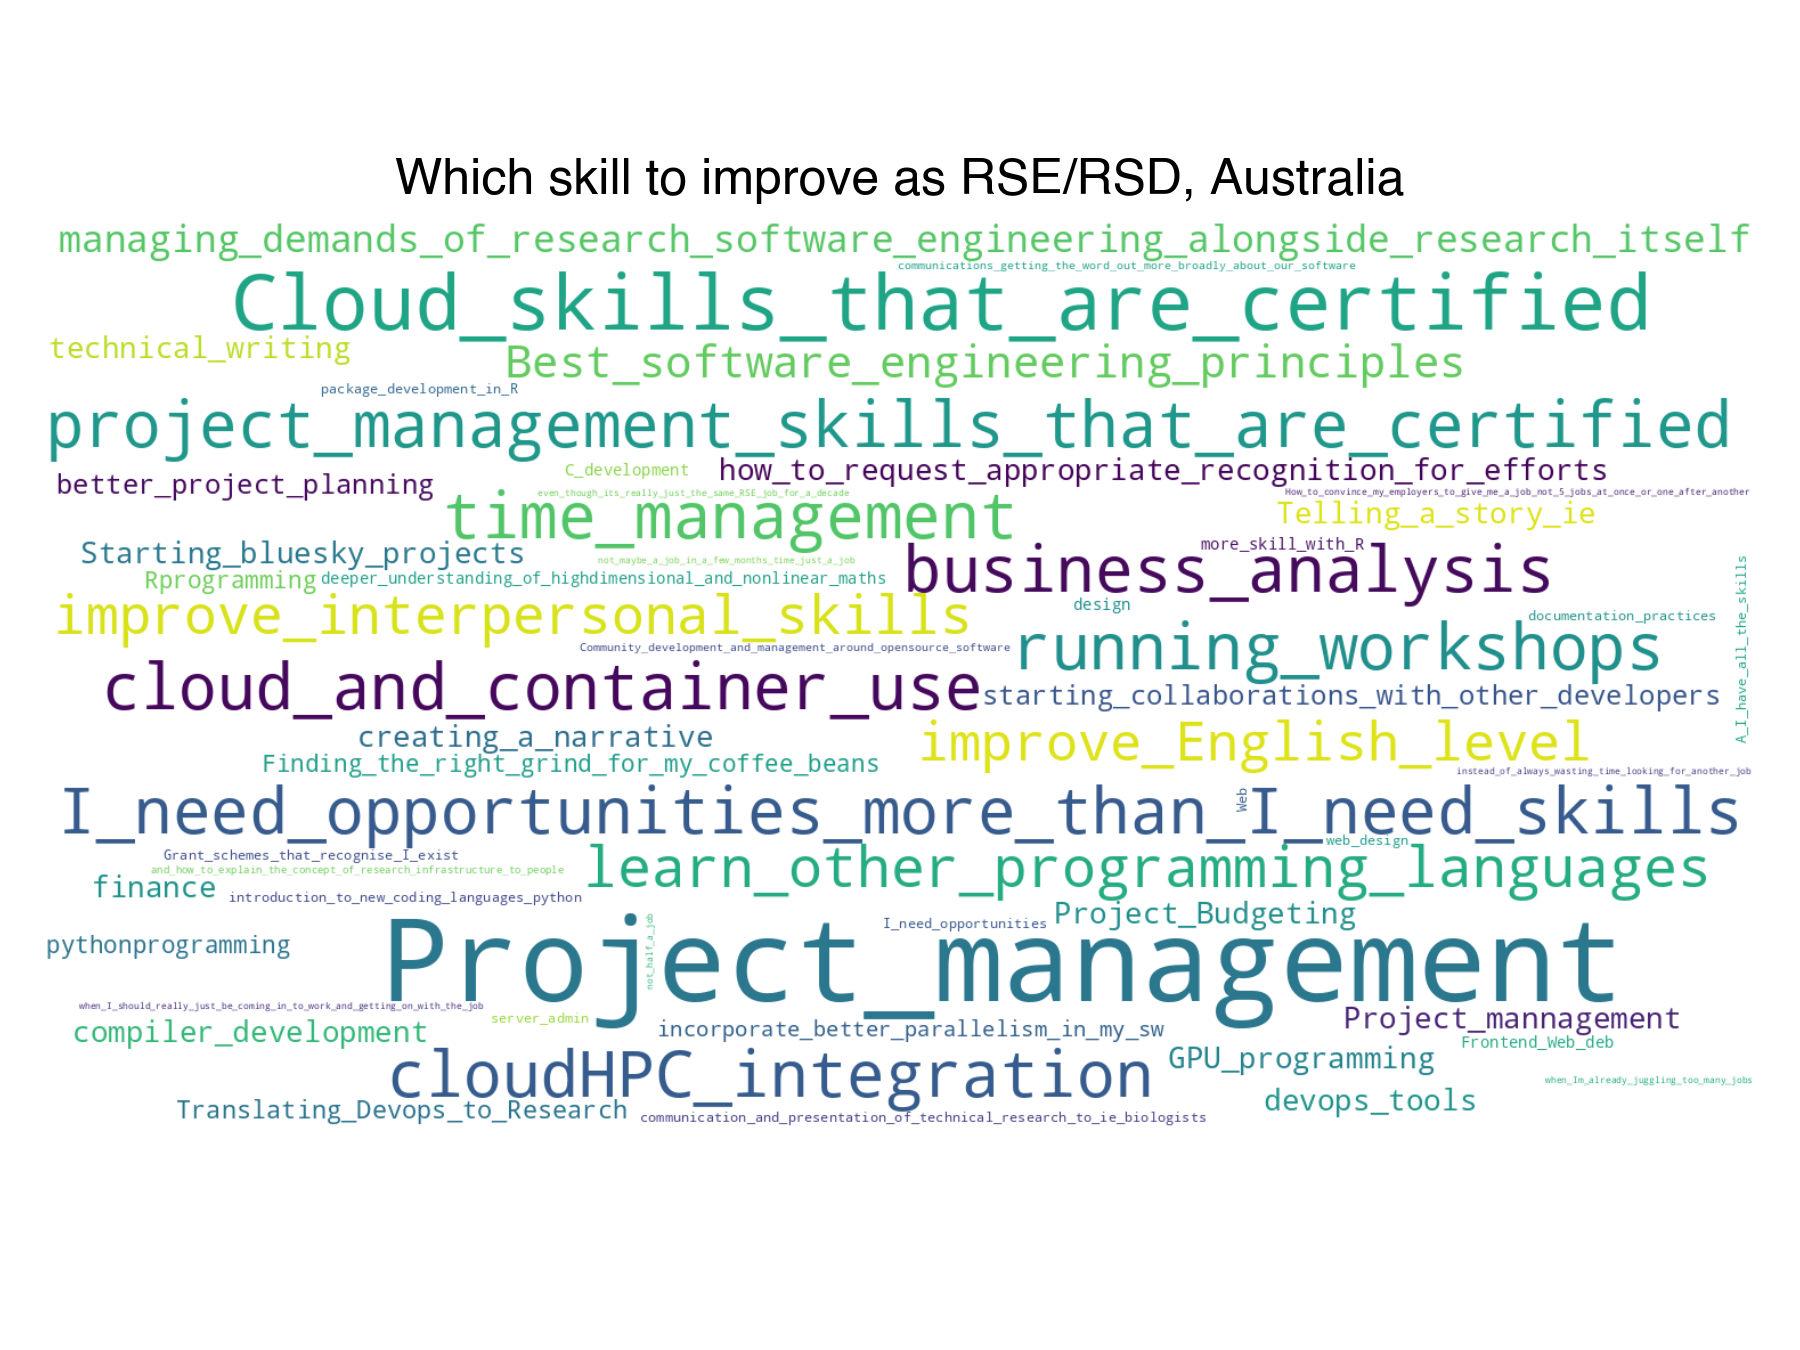 Which skill to improve as RSE/RSD, Australia
managing_demands_of_research_software_engineering_alongside_research_itself
communications_getting_the_word_out_more_broadly_about_our_software
Cloud_skills_that_are_certified
technical_writing
Best_software_engineering_principles
package_development_in_R
project_management_skills_that_are_certified
C_development
how_to_request_appropriate_recognition_for_efforts
better_project_planning
even_though_its_really_just_the_same_RSE_job_for_a_decade
How_to_convince_my_employers_to_give_me_a_job_not_5_jobs_at_once_or_one_after_another
time_management
Telling_a_story_ie
Starting_bluesky_projects
more_skill_with_R
not_maybe_a_job_in_a_few_months_time_just_a_job
business_analysis
Rprogramming
deeper_understanding_of_highdimensional_and_nonlinear_maths
improve_interpersonal_skills
design
documentation_practices
A_I_have_all_the_skills
Community_development_and_management_around_opensource_software
running_workshops
cloud_and_container_use
starting_collaborations_with_other_developers
creating_a_narrative
improve_English_level
Finding_the_right_grind_for_my_coffee_beans
instead_of_always_wasting_time_looking_for_another_job
I_need_opportunities_more_than_I_need_skills
Web
web_design
Grant_schemes_that_recognise_I_exist
and_how_to_explain_the_concept_of_research_infrastructure_to_people
learn_other_programming_languages
finance
introduction_to_new_coding_languages_python
I_need_opportunities
Project_Budgeting
pythonprogramming
not_half_a_job
Project_management
when_I_should_really_just_be_coming_in_to_work_and_getting_on_with_the_job
server_admin
Project_mannagement
compiler_development
incorporate_better_parallelism_in_my_sw
Frontend_Web_deb
GPU_programming
cloudHPC_integration
when_Im_already_juggling_too_many_jobs
devops_tools
Translating_Devops_to_Research
communication_and_presentation_of_technical_research_to_ie_biologists